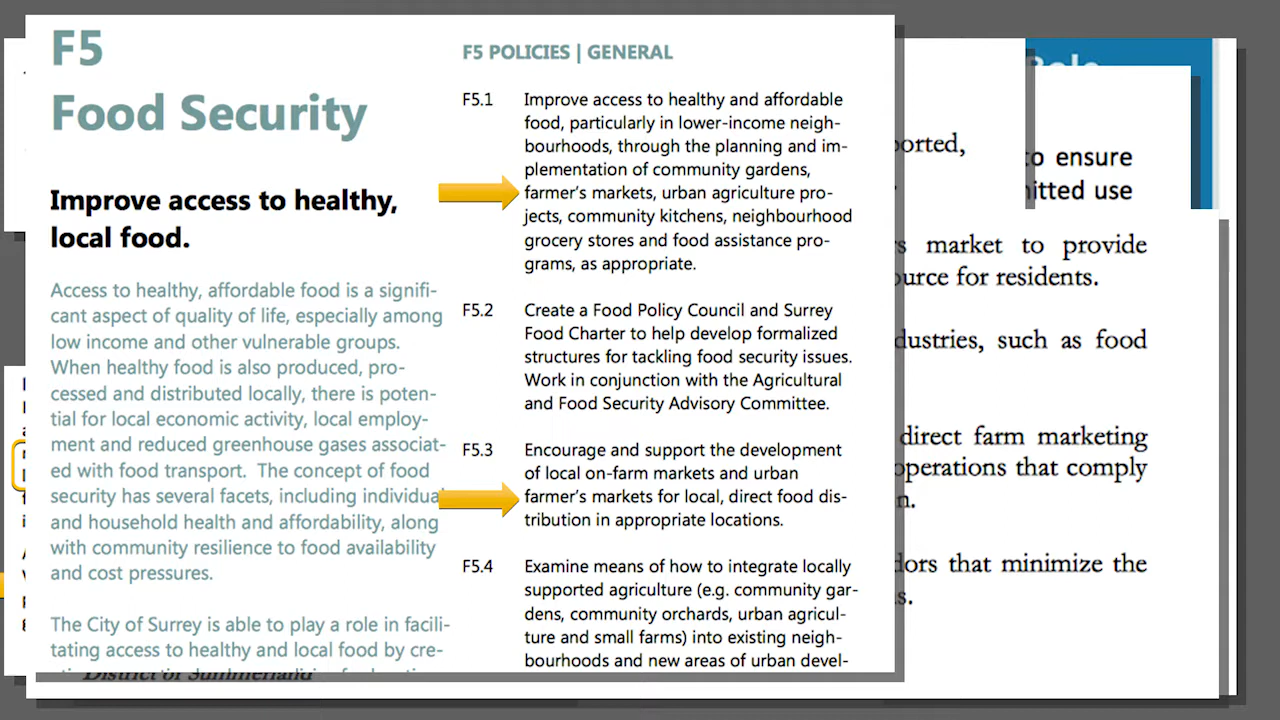 F5
Food Security
Improve access to healthy,
local food.
Access to healthy, affordable food is a signifi-
cant aspect of quality of life, especially among
low income and other vulnerable groups.
When healthy food is also produced, pro-
cessed and distributed locally, there is poten-
tial for local economic activity, local employ-
ment and reduced greenhouse gases associat-
ed with food transport.  The concept of food
security has several facets, including individual
and household health and affordability, along
with community resilience to food availability
and cost pressures.
The City of Surrey is able to play a role in facili-
tating access to healthy and local food by cre-
F5 POLICIES | GENERAL
F5.1 Improve access to healthy and affordable
food, particularly in lower-income neigh-
bourhoods, through the planning and im-
plementation of community gardens,
farmer's markets, urban agriculture pro-
jects, community kitchens, neighbourhood
grocery stores and food assistance pro-
grams, as appropriate.
F5.2 Create a Food Policy Council and Surrey
Food Charter to help develop formalized
structures for tackling food security issues.
Work in conjunction with the Agricultural
and Food Security Advisory Committee.
F5.3 Encourage and support the development
of local on-farm markets and urban
farmer's markets for local, direct food dis-
tribution in appropriate locations.
F5.4 Examine means of how to integrate locally
supported agriculture (e.g. community gar-
dens, community orchards, urban agricul-
ture and small farms) into existing neigh-
bourhoods and new areas of urban devel-
to ensure
use
market to provide
for residents.
such as food
direct farm marketing
operations that comply
that minimize the
District of Summerland